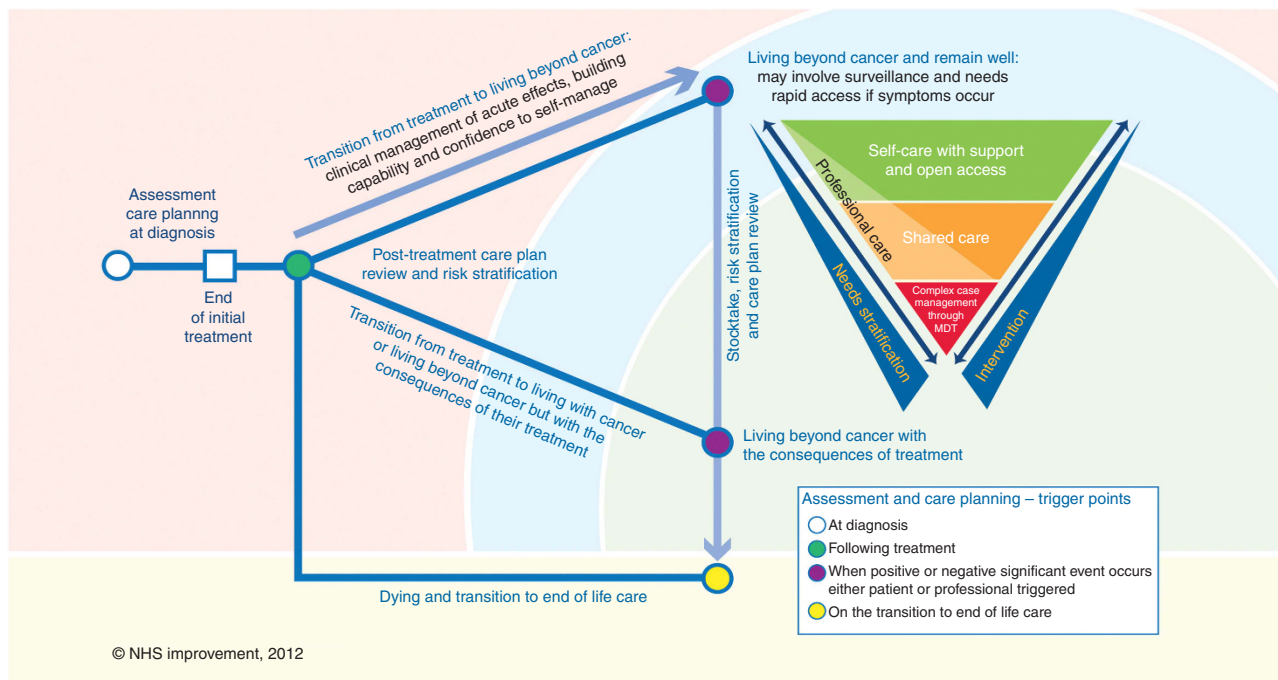 Transition from treatment to living beyond cancer:
clinical management of acute effects, building
capability and confidence to self-manage
Living beyond cancer and remain well:
may involve surveillance and needs
rapid access if symptoms occur
Assessment
care plannng
at diagnosis
End
of initial
treatment
Post-treatment care plan
review and risk stratification
Transition from treatment to living with cancer
or living beyond cancer but with the
consequences of their treatment
Stocktake, risk stratification
and care plan review
Self-care with support
and open access
Professional care
Shared care
Complex case
management
through
MDT
Needs stratification
Intervention
Living beyond cancer with
the consequences of treatment
Dying and transition to end of life care
Assessment and care planning – trigger points
At diagnosis
Following treatment
When positive or negative significant event occurs
either patient or professional triggered
On the transition to end of life care
© NHS improvement, 2012